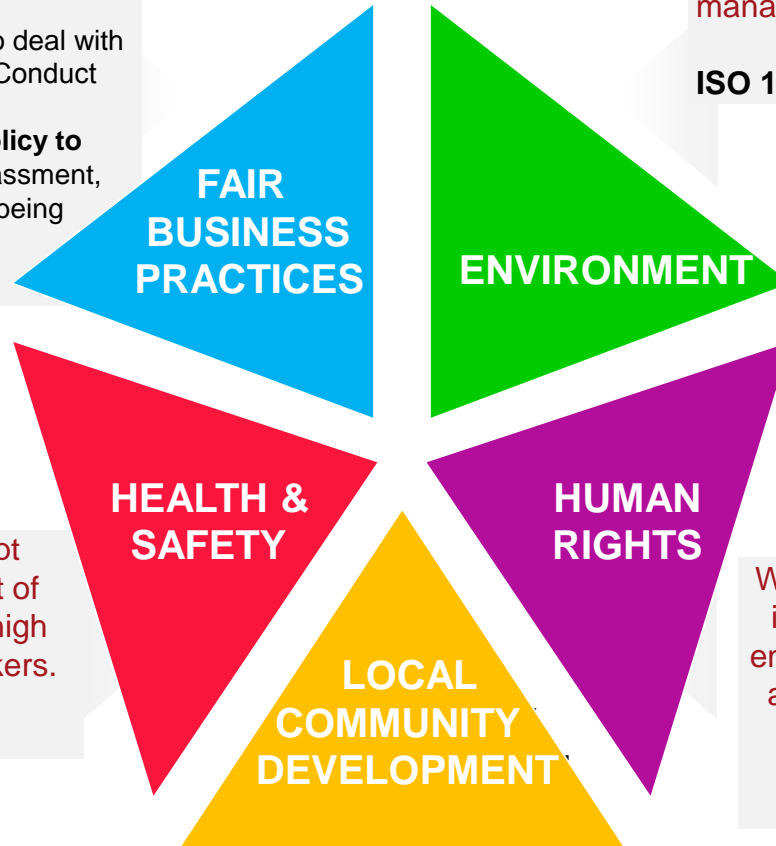 o deal with
Conduct
licy to
assment,
being
mana
ISO 1
FAIR
BUSINESS
PRACTICES
ENVIRONMENT
HEALTH &
SAFETY
HUMAN
RIGHTS
ot
t of
high
kers.
W
i
er
a
LOCAL
COMMUNITY
DEVELOPMENT